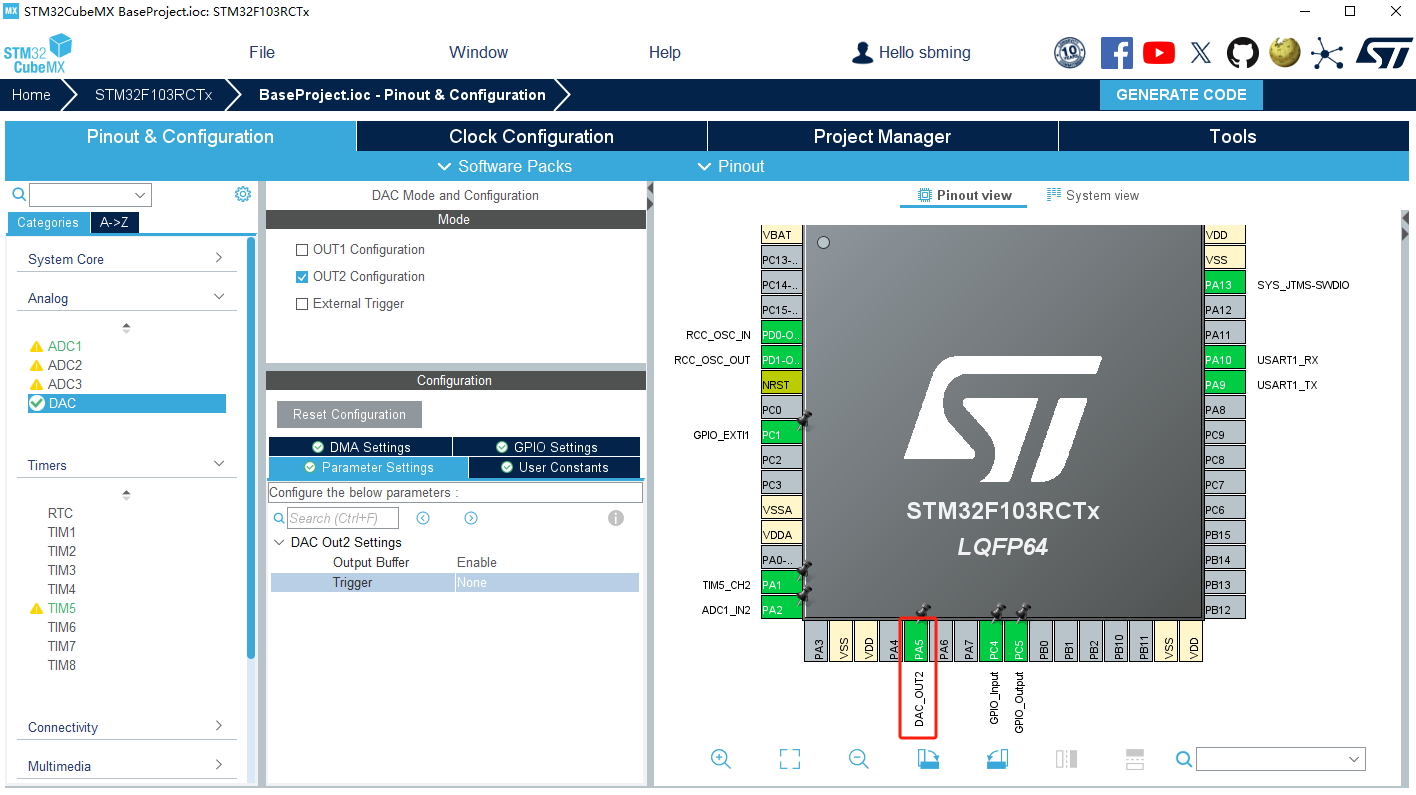 MX STM32CubeMX BaseProject.ioc: STM32F103RCTx
STM32
CubeMX
File
Window
Help
Hello sbming
10
ST
Home
STM32F103RCTx
BaseProject.ioc - Pinout & Configuration
GENERATE CODE
Pinout & Configuration
Clock Configuration
Project Manager
Tools
Software Packs
Pinout
Categories
A->Z
System Core
Analog
ADC1
ADC2
ADC3
DAC
Timers
RTC
TIM1
TIM2
TIM3
TIM4
TIM5
TIM6
TIM7
TIM8
Connectivity
Multimedia
DAC Mode and Configuration
Mode
OUT1 Configuration
OUT2 Configuration
External Trigger
Configuration
Reset Configuration
DMA Settings
GPIO Settings
Parameter Settings
User Constants
Configure the below parameters :
Search (Ctrl+F)
DAC Out2 Settings
Output Buffer Enable
Trigger None
Pinout view
System view
VBAT
PC13-..
PC14-..
PC15-..
RCC_OSC_IN PD0-O..
RCC_OSC_OUT PD1-O..
NRST
PC0
GPIO_EXTI1 PC1
PC2
PC3
VSSA
VDDA
PA0-..
TIM5_CH2 PA1
ADC1_IN2 PA2
STM32F103RCTx
LQFP64
VDD
VSS
PA13 SYS_JTMS-SWDIO
PA12
PA11
PA10 USART1_RX
PA9 USART1_TX
PA8
PC9
PC8
PC7
PC6
PB15
PB14
PB13
PB12
PA3
VSS
VDD
PA4
PA5
PA6
PA7
PC4
PC5
PB0
PB1
PB2
PB10
PB11
VSS
VDD
DAC_OUT2
GPIO_Input
GPIO_Output